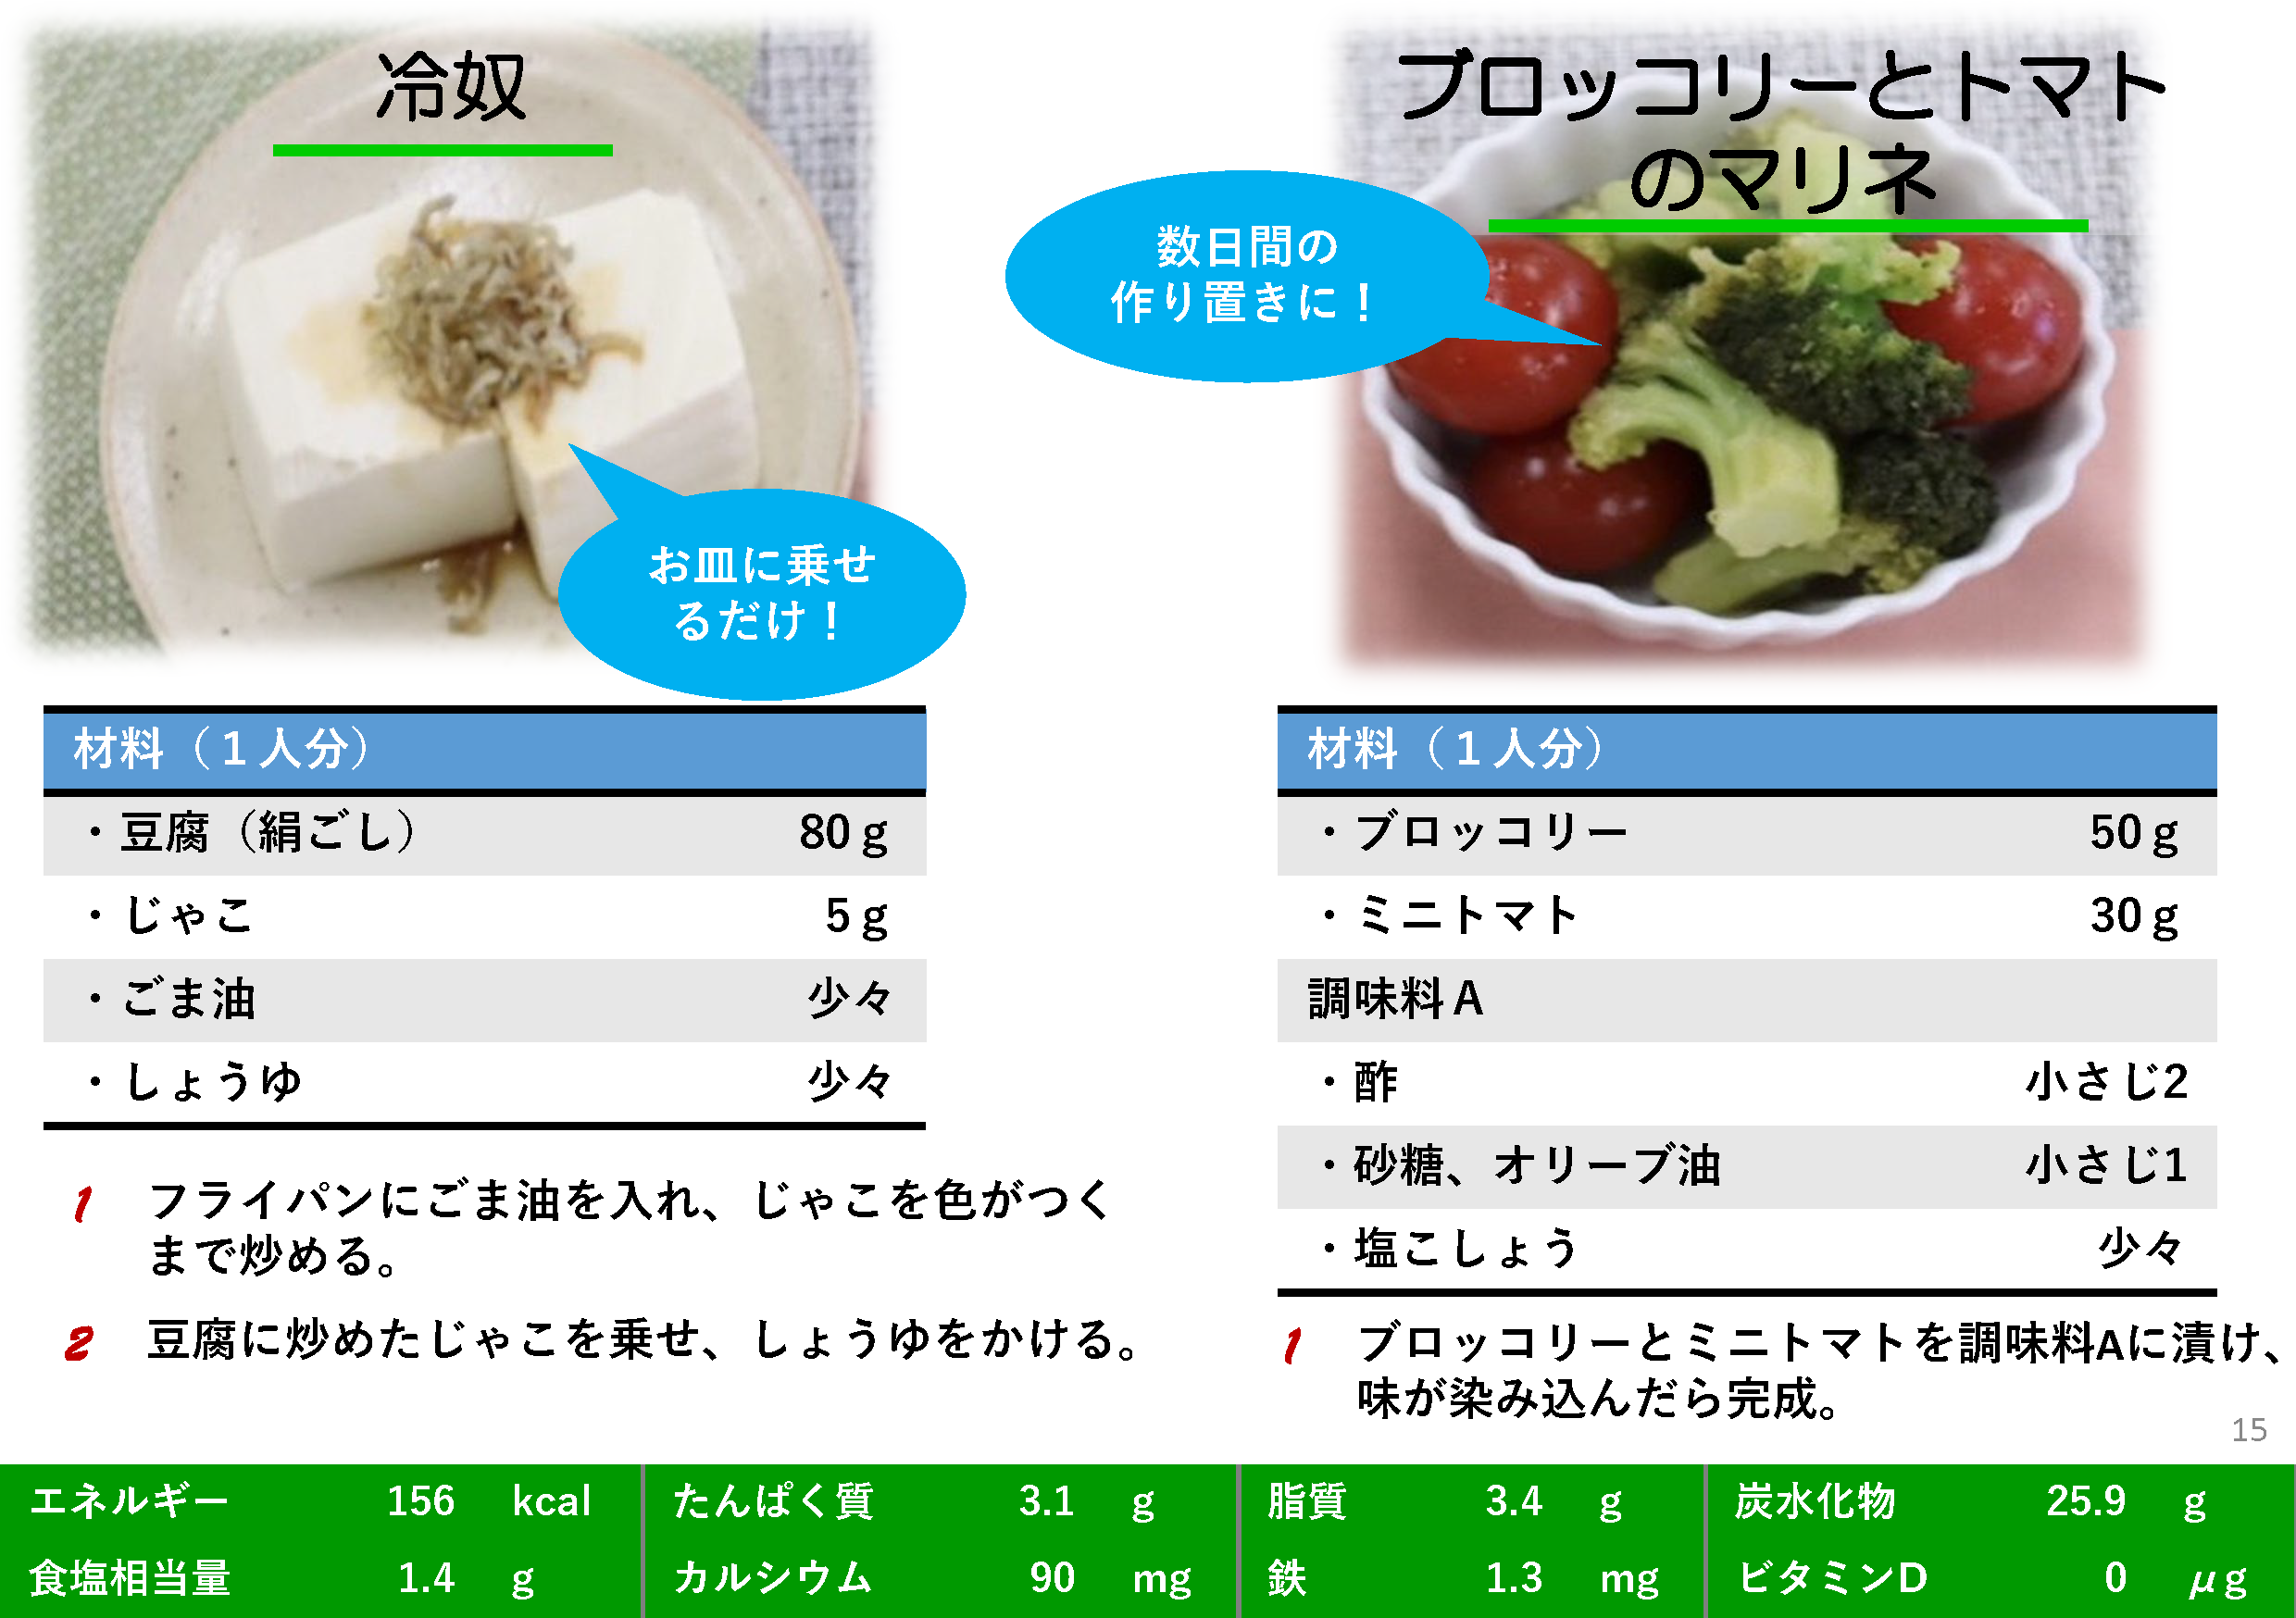 冷奴
お皿に乗せ
るだけ！
材料（１人分）
・豆腐（絹ごし） 80ｇ
・じゃこ 5ｇ
・ごま油 少々
・しょうゆ 少々
1 フライパンにごま油を入れ、じゃこを色がつく
まで炒める。
2 豆腐に炒めたじゃこを乗せ、しょうゆをかける。
ブロッコリーとトマト
のマリネ
数日間の
作り置きに！
材料（１人分）
・ブロッコリー 50ｇ
・ミニトマト 30ｇ
調味料Ａ
・酢 小さじ2
・砂糖、オリーブ油 小さじ1
・塩こしょう 少々
1 ブロッコリーとミニトマトを調味料Aに漬け、
味が染み込んだら完成。
15
エネルギー 156 kcal たんぱく質 3.1 g 脂質 3.4 g 炭水化物 25.9 g
食塩相当量 1.4 g カルシウム 90 mg 鉄 1.3 mg ビタミンD 0 μg